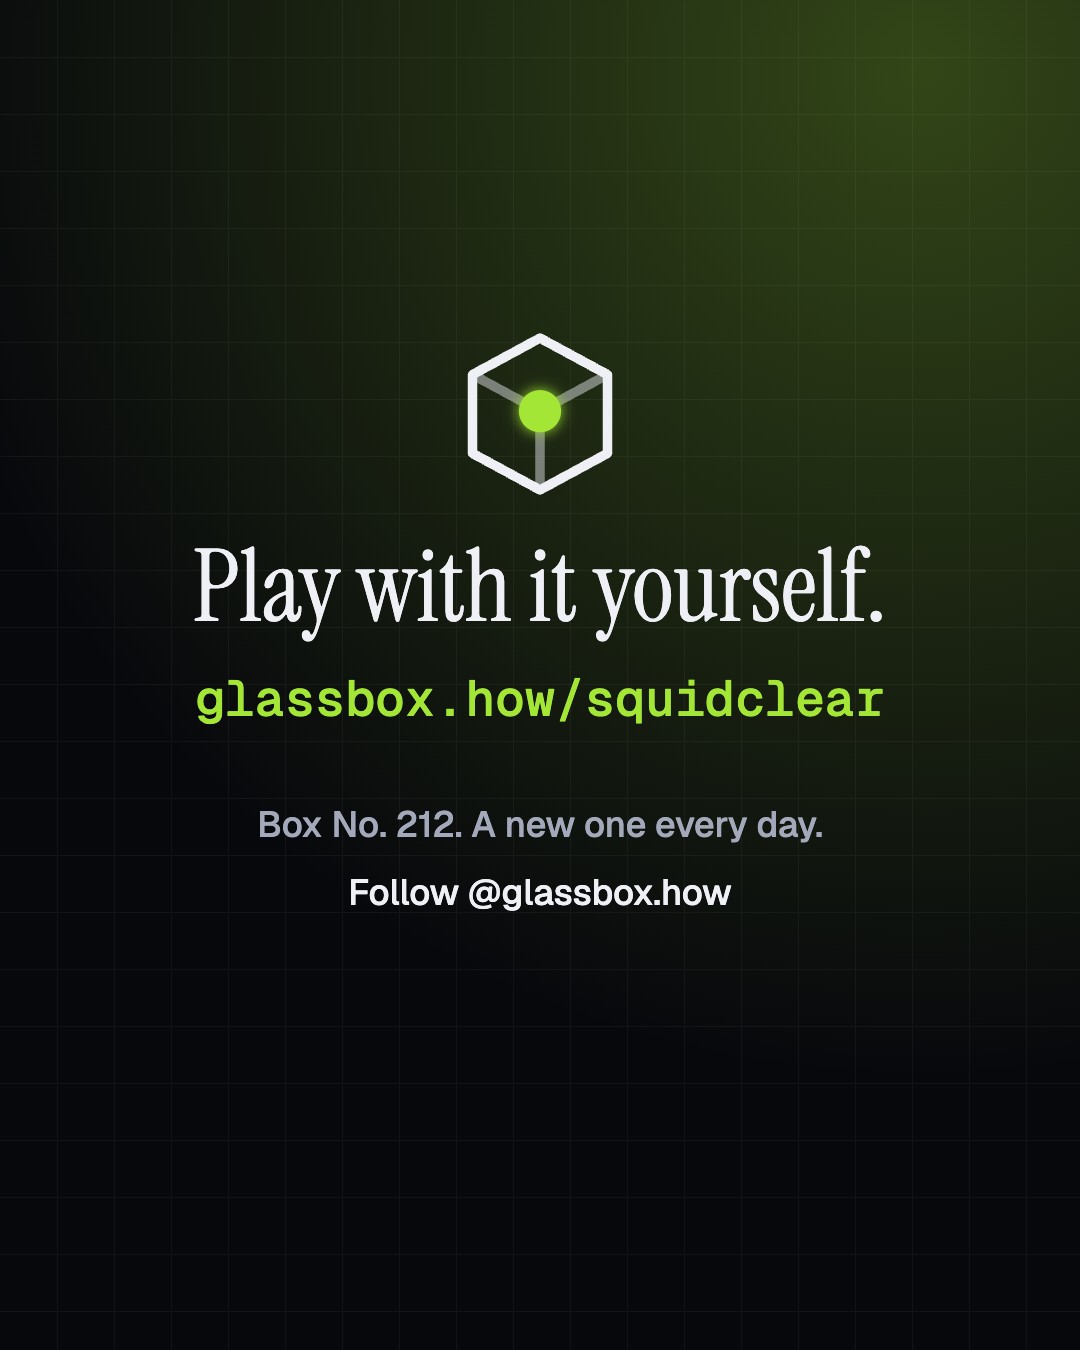 Play with it yourself.
glassbox.how/squidclear
Box No. 212. A new one every day.
Follow @glassbox.how